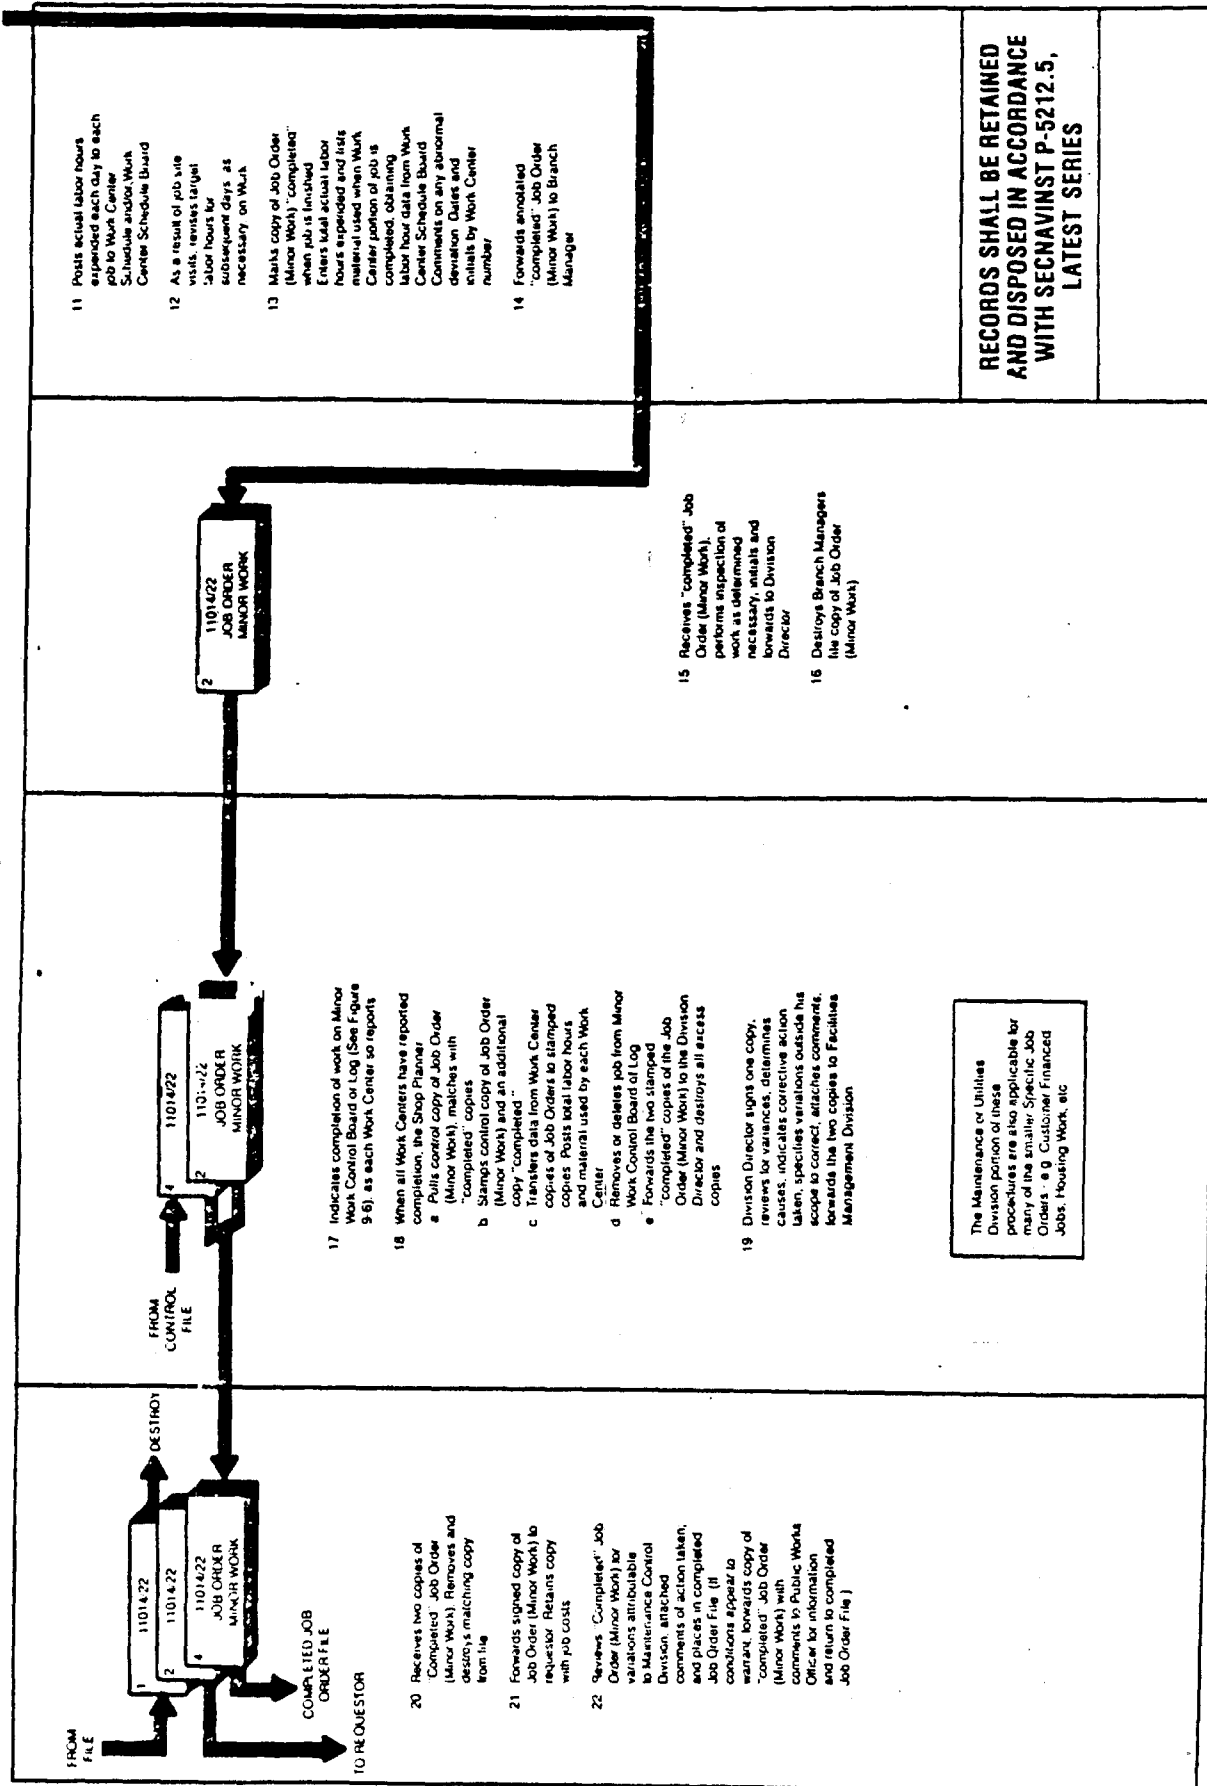 FROM
FILE
1
11014/22
DESTROY
2
11014/22
4
11014/22
JOB ORDER
MINOR WORK
COMPLETED JOB
ORDER FILE
TO REQUESTOR
20 Receives two copies of
"Completed" Job Order
(Minor Work). Removes and
destroys matching copy
from file
21 Forwards signed copy of
Job Order (Minor Work) to
requestor Retains copy
with job costs
22 Reviews "Completed" Job
Order (Minor Work) for
variations attributable
to Maintenance Control
Division, attached
comments of action taken,
and places in completed
Job Order File (If
conditions appear to
warrant, forwards copy of
"completed" Job Order
(Minor Work) with
comments to Public Works
Officer for information
and return to completed
Job Order File)
FROM
CONTROL
FILE
4
11014/22
2
11014/22
JOB ORDER
MINOR WORK
17 Indicates completion of work on Minor
Work Control Board or Log (See Figure
9-6), as each Work Center so reports
18 When all Work Centers have reported
completion, the Shop Planner
a Pulls control copy of Job Order
(Minor Work), matches with
"completed" copies
b Stamps control copy of Job Order
(Minor Work) and an additional
copy "completed."
c Transfers data from Work Center
copies of Job Orders to stamped
copies Posts total labor hours
and material used by each Work
Center
d Removes or deletes job from Minor
Work Control Board of Log
e Forwards the two stamped
"completed" copies of the Job
Order (Minor Work) to the Division
Director and destroys all excess
copies
19 Division Director signs one copy,
reviews for variances, determines
causes, indicates corrective action
taken, specifies variations outside his
scope to correct, attaches comments,
forwards the two copies to Facilities
Management Division
The Maintenance or Utilities
Division portion of these
procedures are also applicable for
many of the smaller Specific Job
Orders - e g Customer Financed
Jobs, Housing Work, etc
2
11014/22
JOB ORDER
MINOR WORK
15 Receives "completed" Job
Order (Minor Work),
performs inspection of
work as determined
necessary, initials and
forwards to Division
Director
16 Destroys Branch Managers
file copy of Job Order
(Minor Work)
11 Posts actual labor hours
expended each day to each
job to Work Center
Schedule and/or Work
Center Schedule Board
12 As a result of job site
visits, revises target
labor hours for
subsequent days as
necessary on Work
13 Marks copy of Job Order
(Minor Work) "completed"
when job is finished
Enters total actual labor
hours expended and lists
material used when Work
Center portion of job is
completed, obtaining
labor hour data from Work
Center Schedule Board
Comments on any abnormal
deviation Dates and
initials by Work Center
number
14 Forwards annotated
"completed" Job Order
(Minor Work) to Branch
Manager
RECORDS SHALL BE RETAINED
AND DISPOSED IN ACCORDANCE
WITH SECNAVINST P-5212.5,
LATEST SERIES